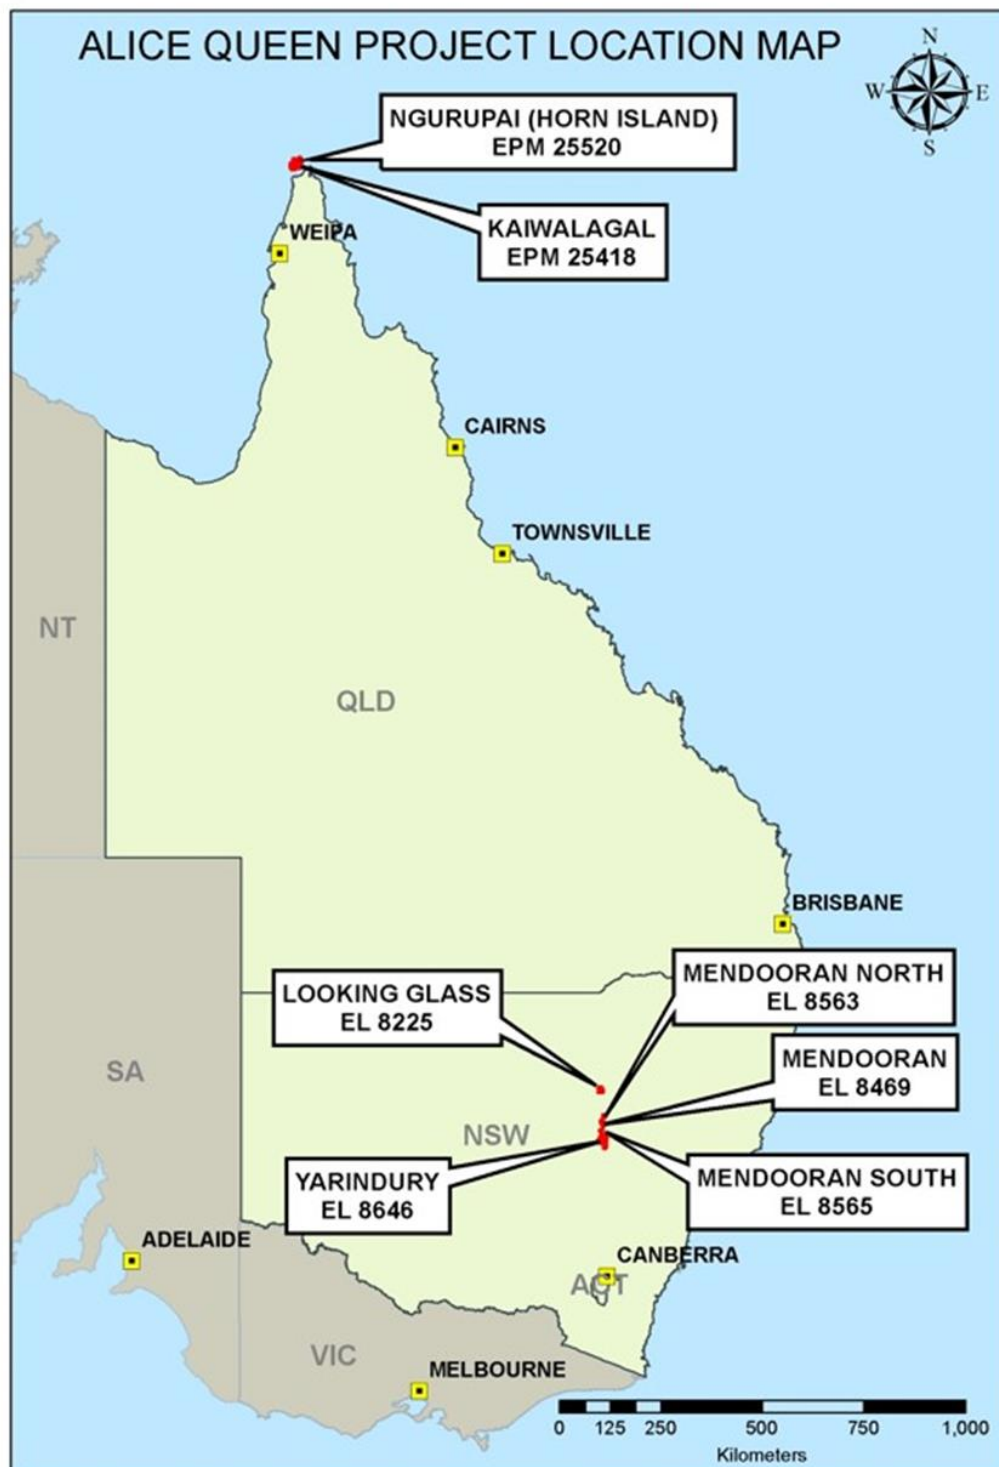 ALICE QUEEN PROJECT LOCATION MAP
N
W
E
S
NGURUPAI (HORN ISLAND)
EPM 25520
KAIWALAGAL
EPM 25418
WEIPA
CAIRNS
TOWNSVILLE
NT
QLD
BRISBANE
LOOKING GLASS
EL 8225
MENDOORAN NORTH
EL 8563
MENDOORAN
EL 8469
SA
NSW
YARINDURY
EL 8646
MENDOORAN SOUTH
EL 8565
ADELAIDE
CANBERRA
ACT
VIC
MELBOURNE
0 125 250 500 750 1,000
Kilometers